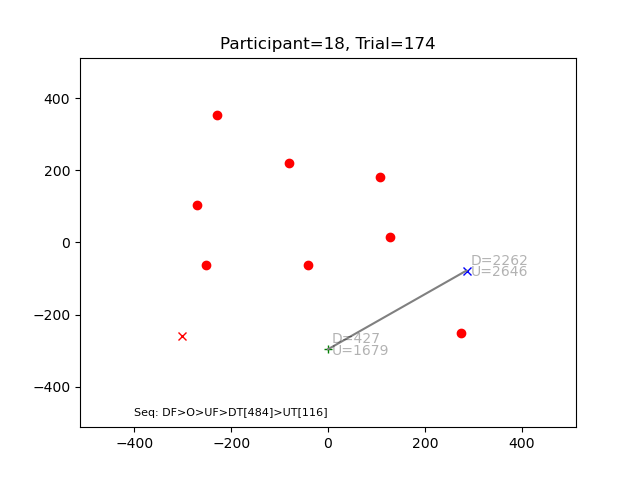 Participant=18, Trial=174
400
200
0
−200
−400
D=2262
U=2646
D=427
U=1679
Seq: DF>O>UF>DT[484]>UT[116]
−400 −200 0 200 400